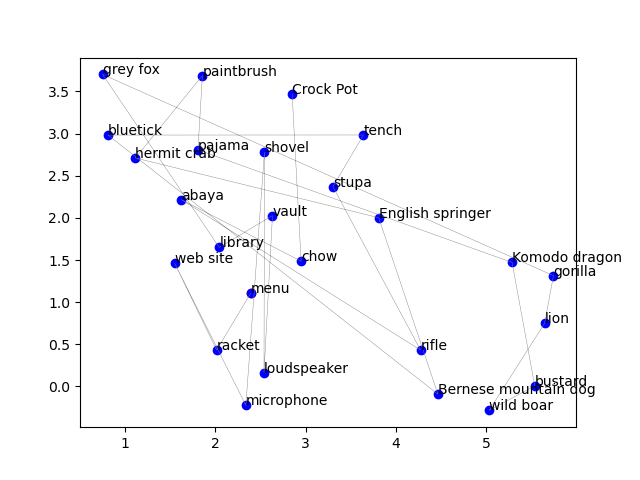 grey fox
paintbrush
Crock Pot
bluetick
tench
hermit crab
pajama
shovel
stupa
abaya
vault
English springer
library
web site
chow
Komodo dragon
gorilla
menu
lion
racket
rifle
loudspeaker
bustard
Bernese mountain dog
microphone
wild boar
3.5
3.0
2.5
2.0
1.5
1.0
0.5
0.0
1 2 3 4 5